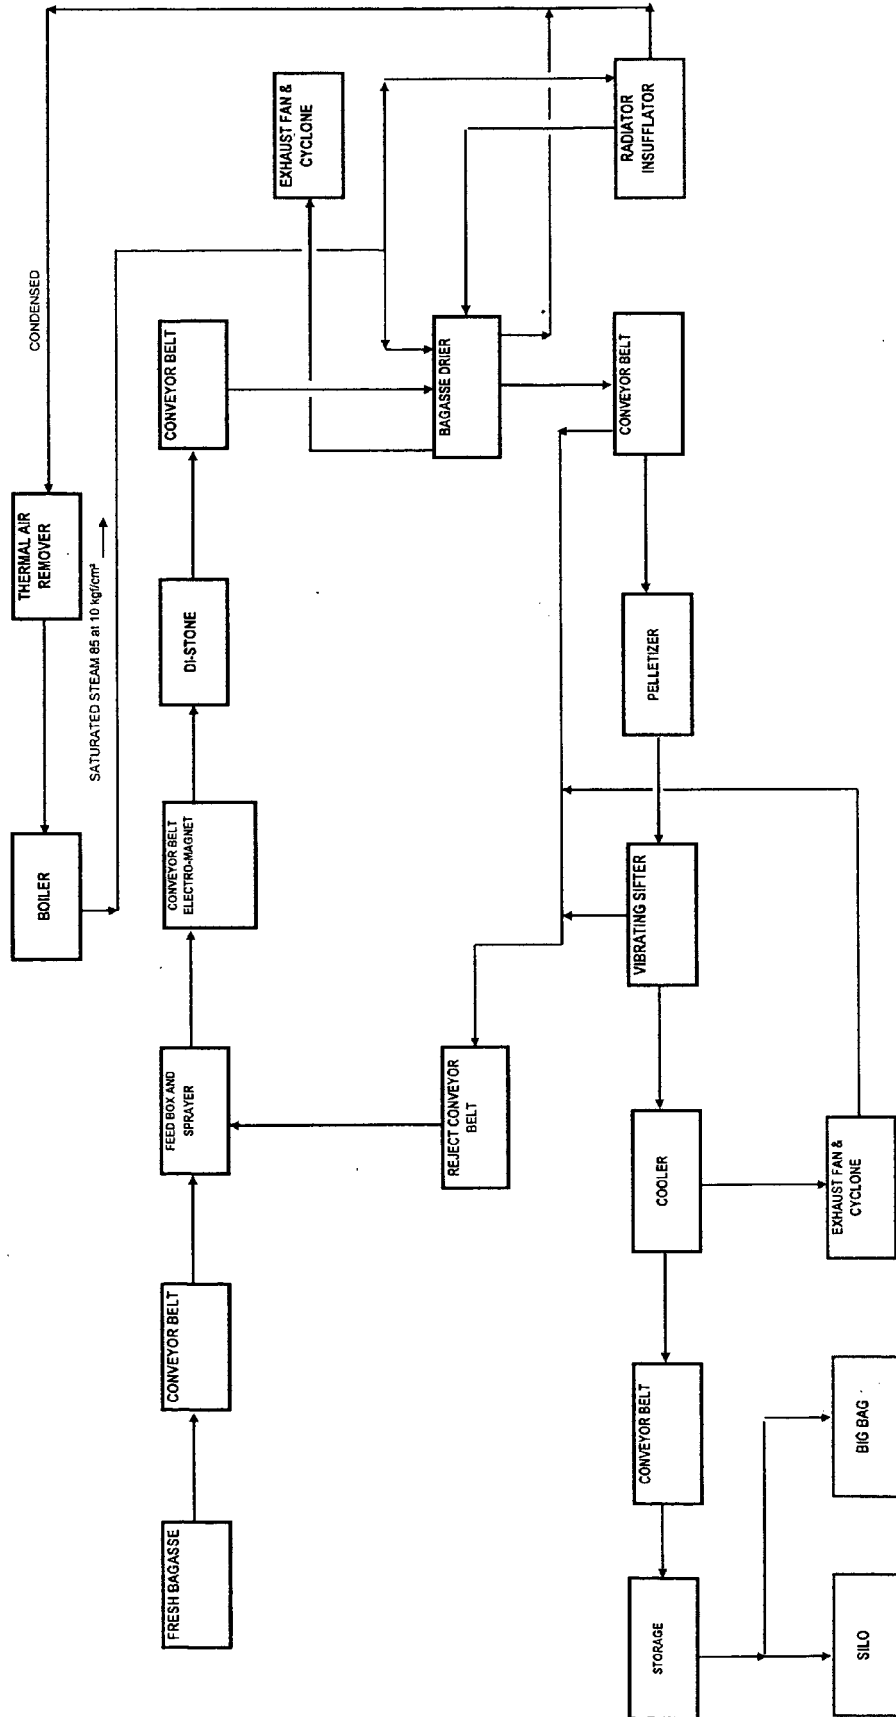 CONDENSED
THERMAL AIR
REMOVER
BOILER
SATURATED STEAM 85 at 10 kgf/cm²
FRESH BAGASSE
CONVEYOR BELT
FEED BOX AND
SPRAYER
CONVEYOR BELT
ELECTRO-MAGNET
DI-STONE
CONVEYOR BELT
EXHAUST FAN &
CYCLONE
REJECT CONVEYOR
BELT
BAGASSE DRIER
RADIATOR
INSUFFLATOR
STORAGE
CONVEYOR BELT
COOLER
VIBRATING SIFTER
PELLETIZER
CONVEYOR BELT
SILO
BIG BAG
EXHAUST FAN &
CYCLONE